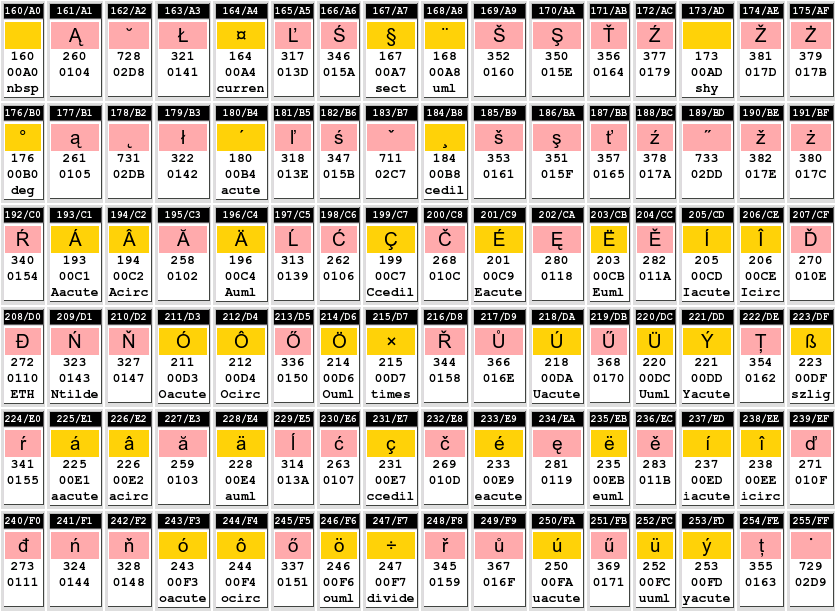 160/A0 161/A1 162/A2 163/A3 164/A4 165/A5 166/A6 167/A7 168/A8 169/A9 170/AA 171/AB 172/AC 173/AD 174/AE 175/AF
Ą ˘ Ł ¤ Ľ Ś § ¨ Š Ş Ť Ź Ž Ż
160 260 728 321 164 317 346 167 168 352 350 356 377 173 381 379
00A0 0104 02D8 0141 00A4 013D 015A 00A7 00A8 0160 015E 0164 0179 00AD 017D 017B
nbsp curren sect uml shy
176/B0 177/B1 178/B2 179/B3 180/B4 181/B5 182/B6 183/B7 184/B8 185/B9 186/BA 187/BB 188/BC 189/BD 190/BE 191/BF
° ą ˛ ł ´ ľ ś ˇ ¸ š ş ť ź ˝ ž ż
176 261 731 322 180 318 347 711 184 353 351 357 378 733 382 380
00B0 0105 02DB 0142 00B4 013E 015B 02C7 00B8 0161 015F 0165 017A 02DD 017E 017C
deg acute cedil
192/C0 193/C1 194/C2 195/C3 196/C4 197/C5 198/C6 199/C7 200/C8 201/C9 202/CA 203/CB 204/CC 205/CD 206/CE 207/CF
Ŕ Á Â Ă Ä Ĺ Ć Ç Č É Ę Ë Ě Í Î Ď
340 193 194 258 196 313 262 199 268 201 280 203 282 205 206 270
0154 00C1 00C2 0102 00C4 0139 0106 00C7 010C 00C9 0118 00CB 011A 00CD 00CE 010E
Aacute Acirc Auml Ccedil Eacute Euml Iacute Icirc
208/D0 209/D1 210/D2 211/D3 212/D4 213/D5 214/D6 215/D7 216/D8 217/D9 218/DA 219/DB 220/DC 221/DD 222/DE 223/DF
Đ Ń Ň Ó Ô Ő Ö × Ř Ů Ú Ű Ü Ý Ţ ß
272 323 327 211 212 336 214 215 344 366 218 368 220 221 354 223
0110 0143 0147 00D3 00D4 0150 00D6 00D7 0158 016E 00DA 0170 00DC 00DD 0162 00DF
ETH Ntilde Oacute Ocirc Ouml times Uacute Uuml Yacute szlig
224/E0 225/E1 226/E2 227/E3 228/E4 229/E5 230/E6 231/E7 232/E8 233/E9 234/EA 235/EB 236/EC 237/ED 238/EE 239/EF
ŕ á â ă ä ĺ ć ç č é ę ë ě í î ď
341 225 226 259 228 314 263 231 269 233 281 235 283 237 238 271
0155 00E1 00E2 0103 00E4 013A 0107 00E7 010D 00E9 0119 00EB 011B 00ED 00EE 010F
aacute acirc auml ccedil eacute euml iacute icirc
240/F0 241/F1 242/F2 243/F3 244/F4 245/F5 246/F6 247/F7 248/F8 249/F9 250/FA 251/FB 252/FC 253/FD 254/FE 255/FF
đ ń ň ó ô ő ö ÷ ř ů ú ű ü ý ţ ˙
273 324 328 243 244 337 246 247 345 367 250 369 252 253 355 729
0111 0144 0148 00F3 00F4 0151 00F6 00F7 0159 016F 00FA 0171 00FC 00FD 0163 02D9
oacute ocirc ouml divide uacute uuml yacute